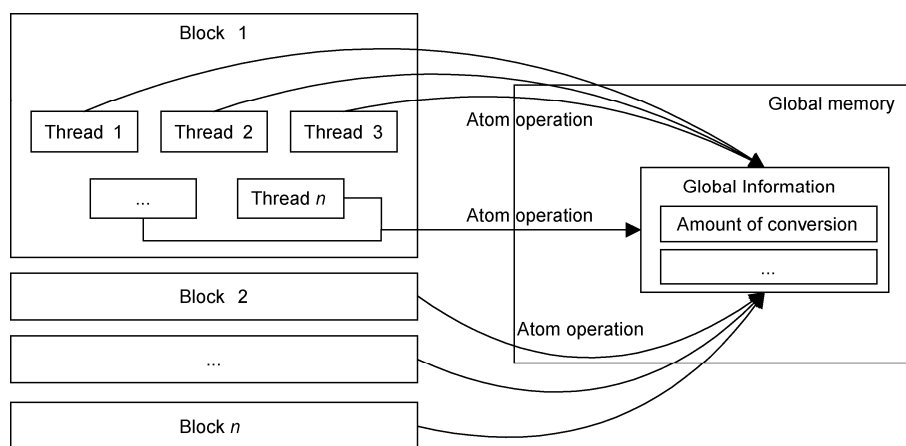 Block 1
Global memory
Thread 1
Thread 2
Thread 3
Atom operation
...
Thread n
Atom operation
Global Information
Amount of conversion
...
Block 2
Atom operation
...
Block n